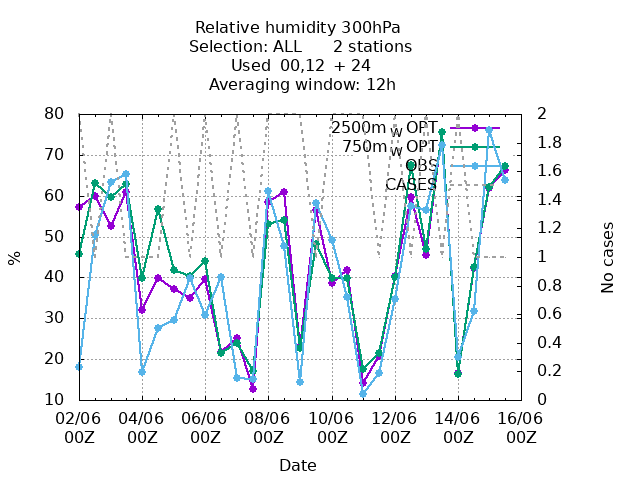 Relative humidity 300hPa
Selection: ALL 2 stations
Used 00,12 + 24
Averaging window: 12h
2500m w OPT
750m w OPT
OBS
CASES
80
70
60
50
40
30
20
10
%
2
1.8
1.6
1.4
1.2
1
0.8
0.6
0.4
0.2
0
No cases
02/06 04/06 06/06 08/06 10/06 12/06 14/06 16/06
00Z 00Z 00Z 00Z 00Z 00Z 00Z 00Z
Date